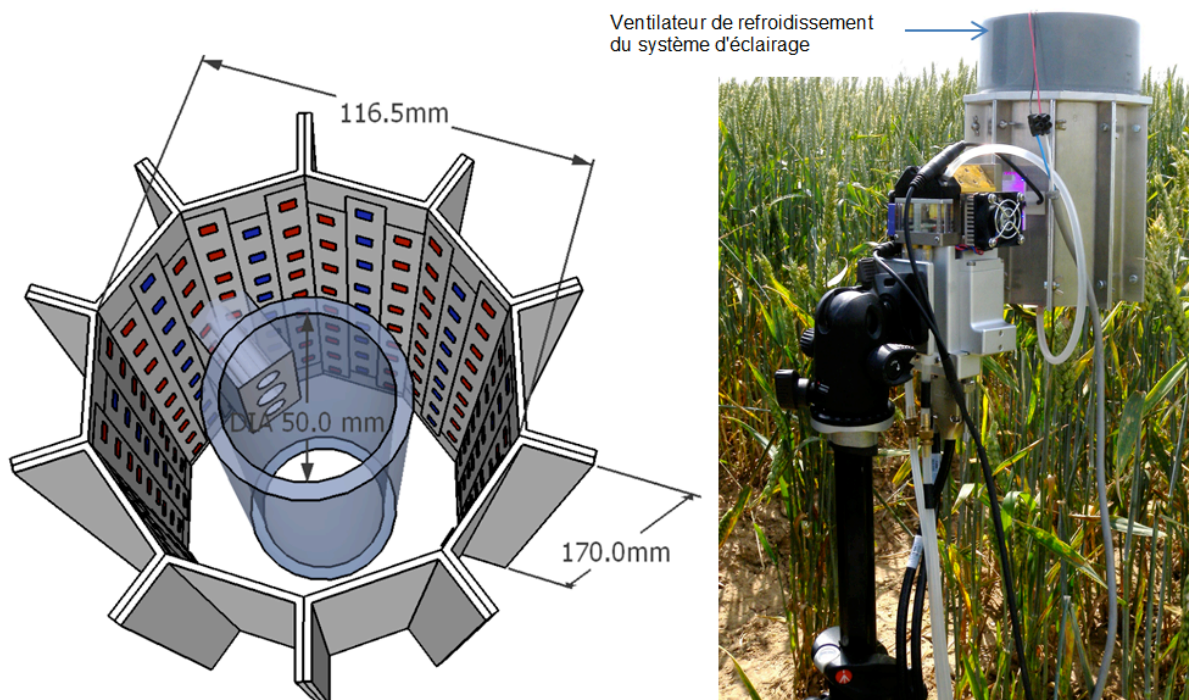 Ventilateur de refroidissement
du système d'éclairage
116.5mm
DIA 50.0 mm
170.0mm